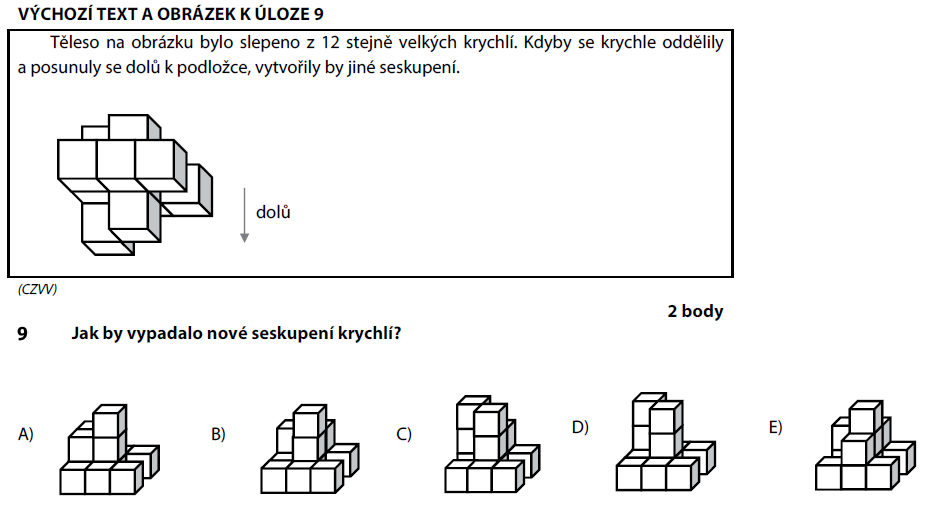 VÝCHOZÍ TEXT A OBRÁZEK K ÚLOZE 9
Těleso na obrázku bylo slepeno z 12 stejně velkých krychlí. Kdyby se krychle oddělily
a posunuly se dolů k podložce, vytvořily by jiné seskupení.
dolů
(CZVV)
2 body
9 Jak by vypadalo nové seskupení krychlí?
A) B) C) D) E)